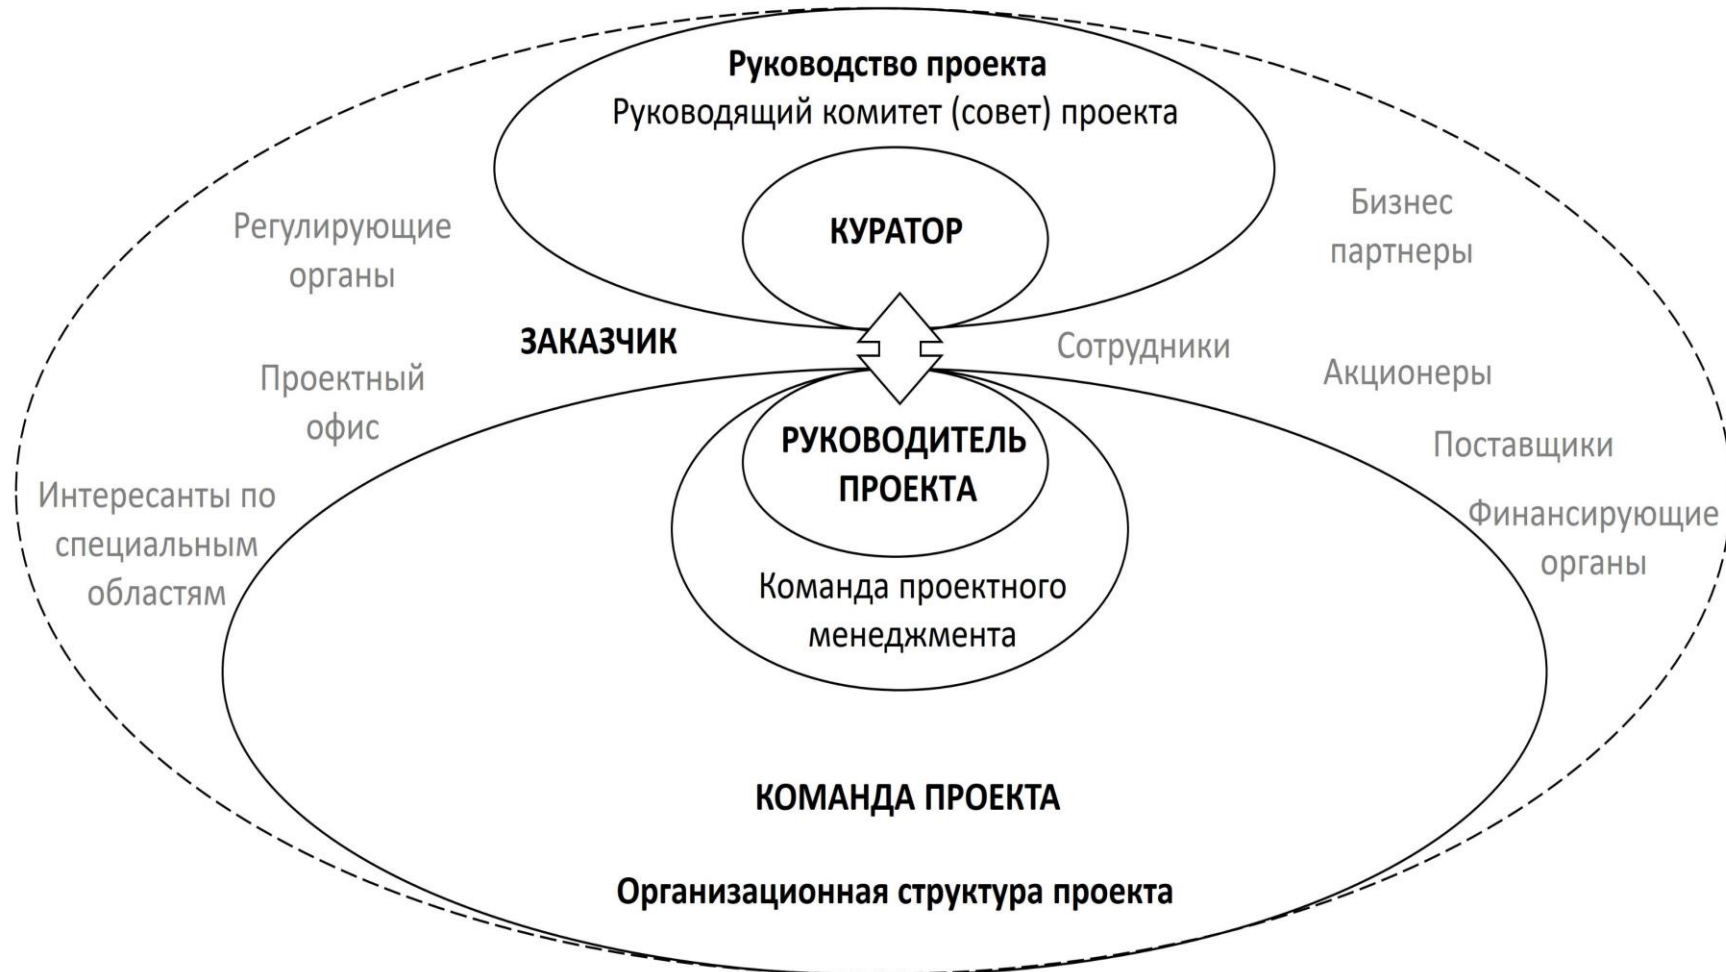 Руководство проекта
Руководящий комитет (совет) проекта
КУРАТОР
Регулирующие
органы
Бизнес
партнеры
ЗАКАЗЧИК
Сотрудники
Проектный
офис
Акционеры
РУКОВОДИТЕЛЬ
ПРОЕКТА
Поставщики
Интересанты по
специальным
областям
Финансирующие
органы
Команда проектного
менеджмента
КОМАНДА ПРОЕКТА
Организационная структура проекта